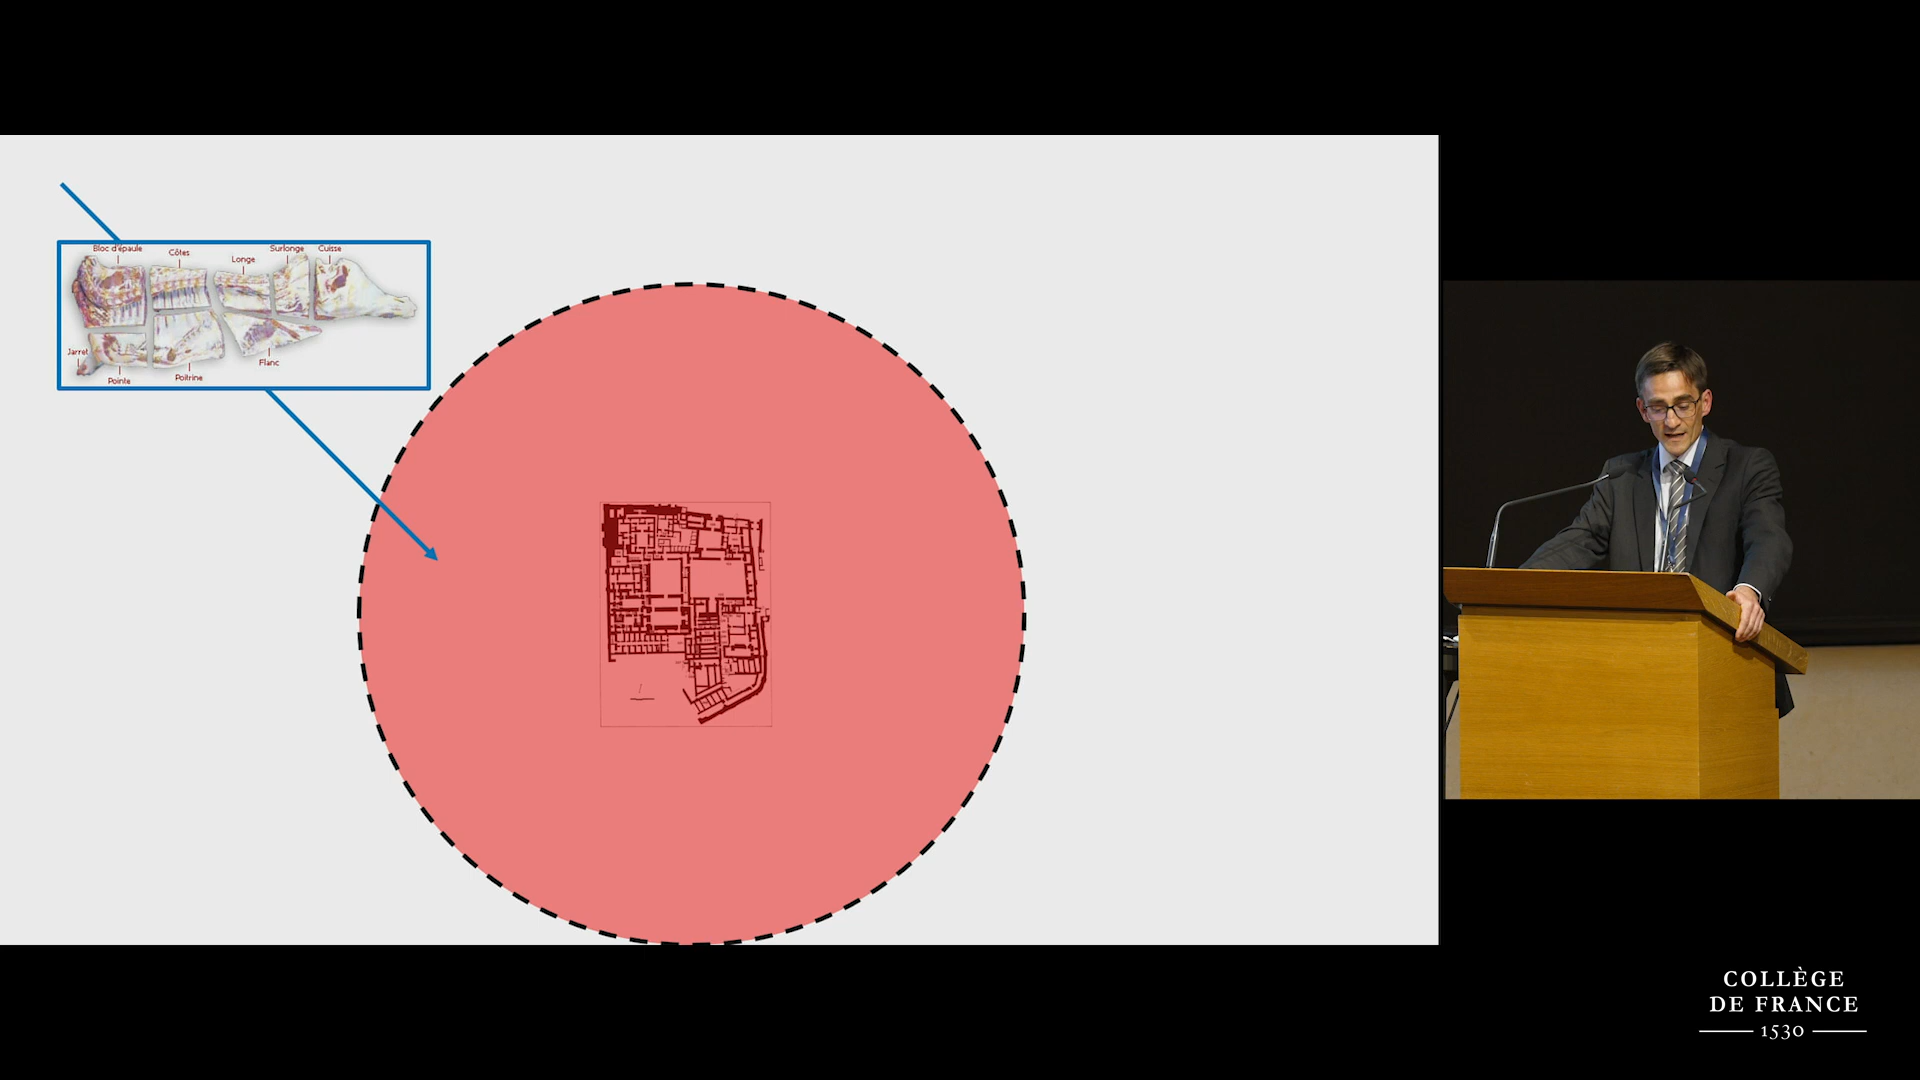 Bloc d'épaule
Côtes
Longe
Surlonge
Cuisse
Jarret
Pointe
Poitrine
Flanc
COLLÈGE
DE FRANCE
1530